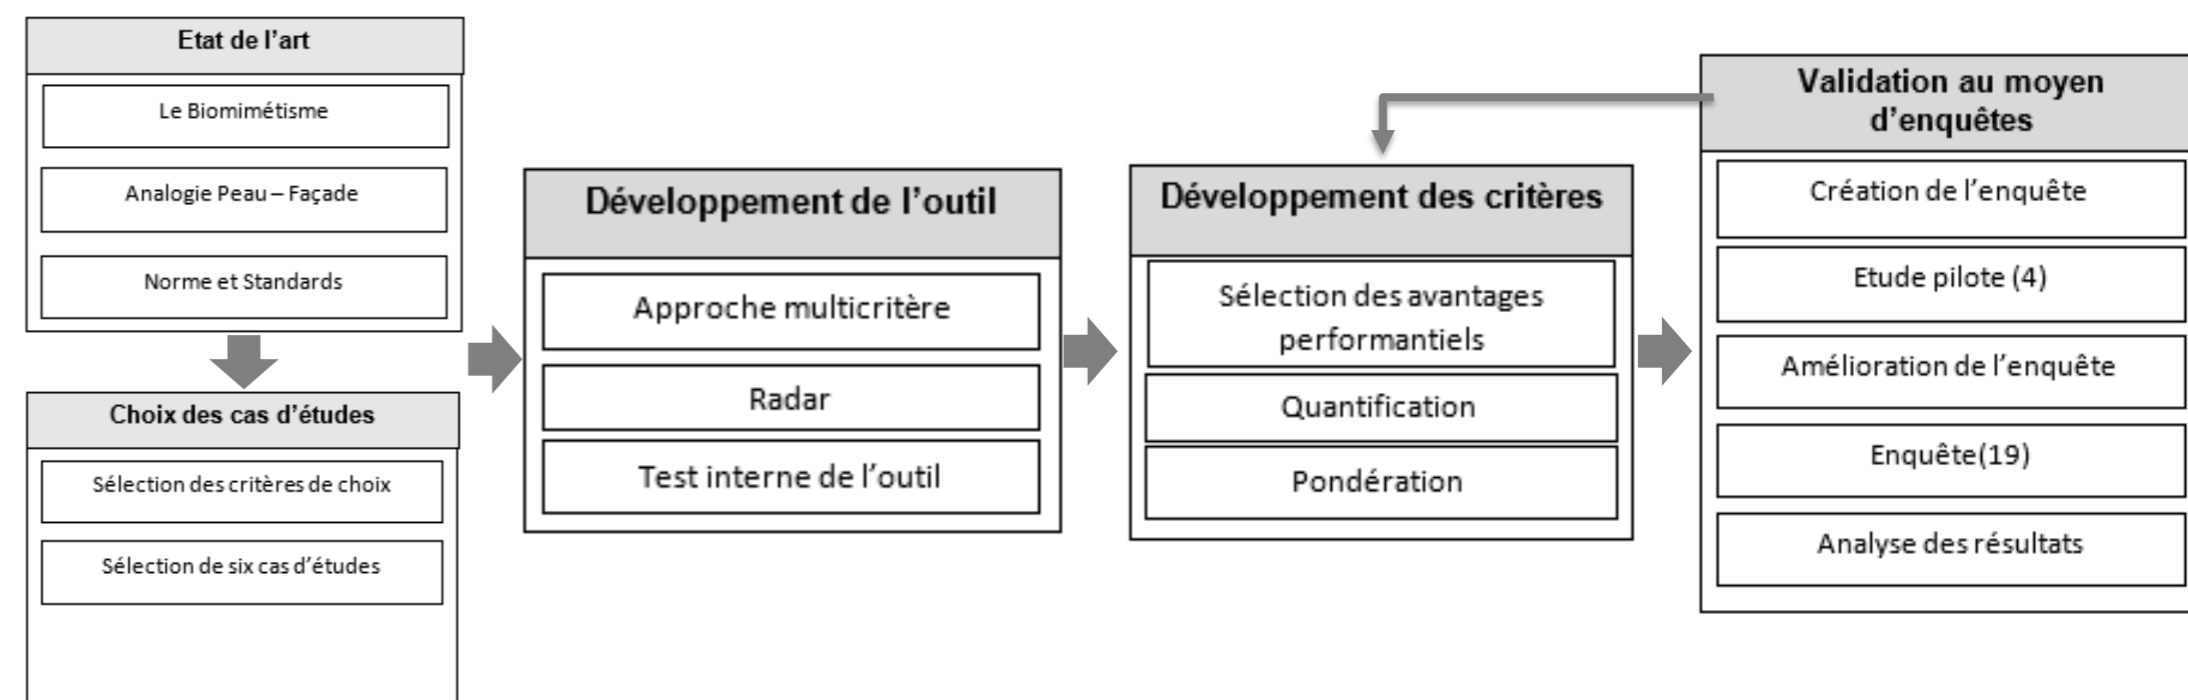 Etat de l’art
Le Biomimétisme
Analogie Peau – Façade
Norme et Standards
Choix des cas d’études
Sélection des critères de choix
Sélection de six cas d’études
Développement de l’outil
Approche multicritère
Radar
Test interne de l’outil
Développement des critères
Sélection des avantages
performantiels
Quantification
Pondération
Validation au moyen
d’enquêtes
Création de l’enquête
Etude pilote (4)
Amélioration de l’enquête
Enquête(19)
Analyse des résultats